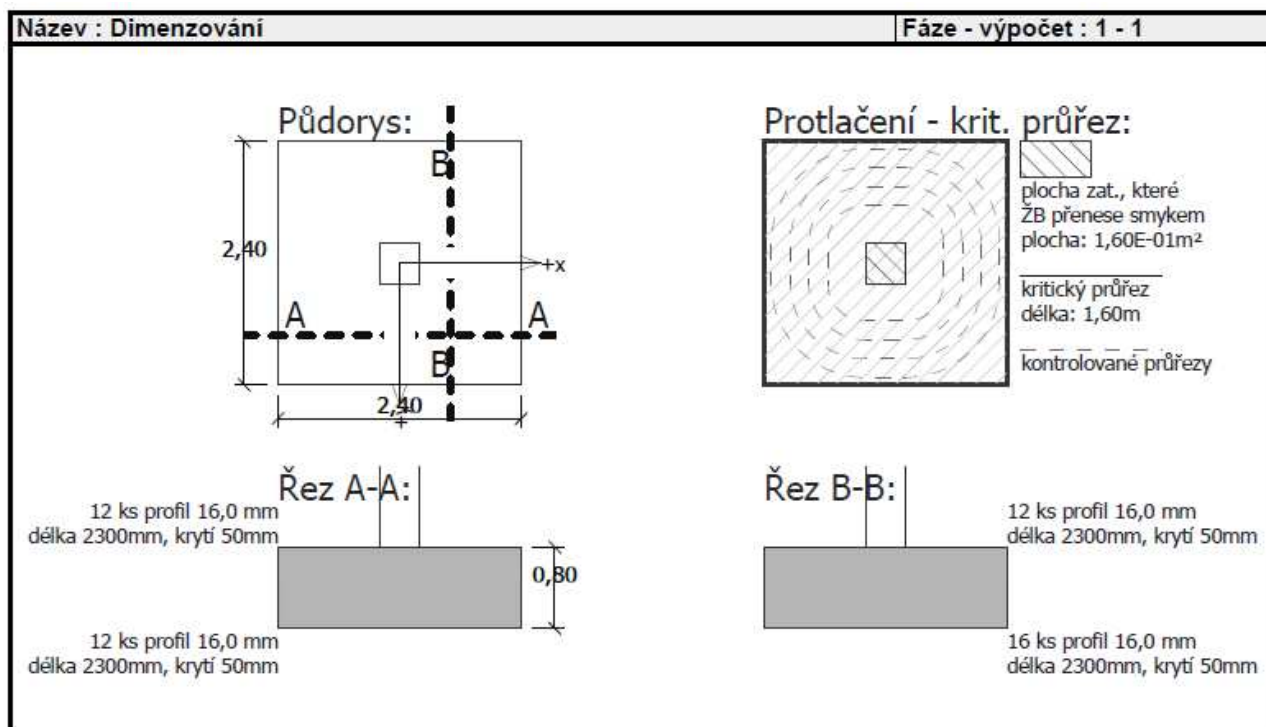 Název : Dimenzování
Fáze - výpočet : 1 - 1
Půdorys:
B
2,40
+x
A
A
B
2,40
+
Protlačení - krit. průřez:
plocha zat., které
ŽB přenese smykem
plocha: 1,60E-01m²
kritický průřez
délka: 1,60m
kontrolované průřezy
Řez A-A:
12 ks profil 16,0 mm
délka 2300mm, krytí 50mm
0,80
12 ks profil 16,0 mm
délka 2300mm, krytí 50mm
Řez B-B:
12 ks profil 16,0 mm
délka 2300mm, krytí 50mm
16 ks profil 16,0 mm
délka 2300mm, krytí 50mm